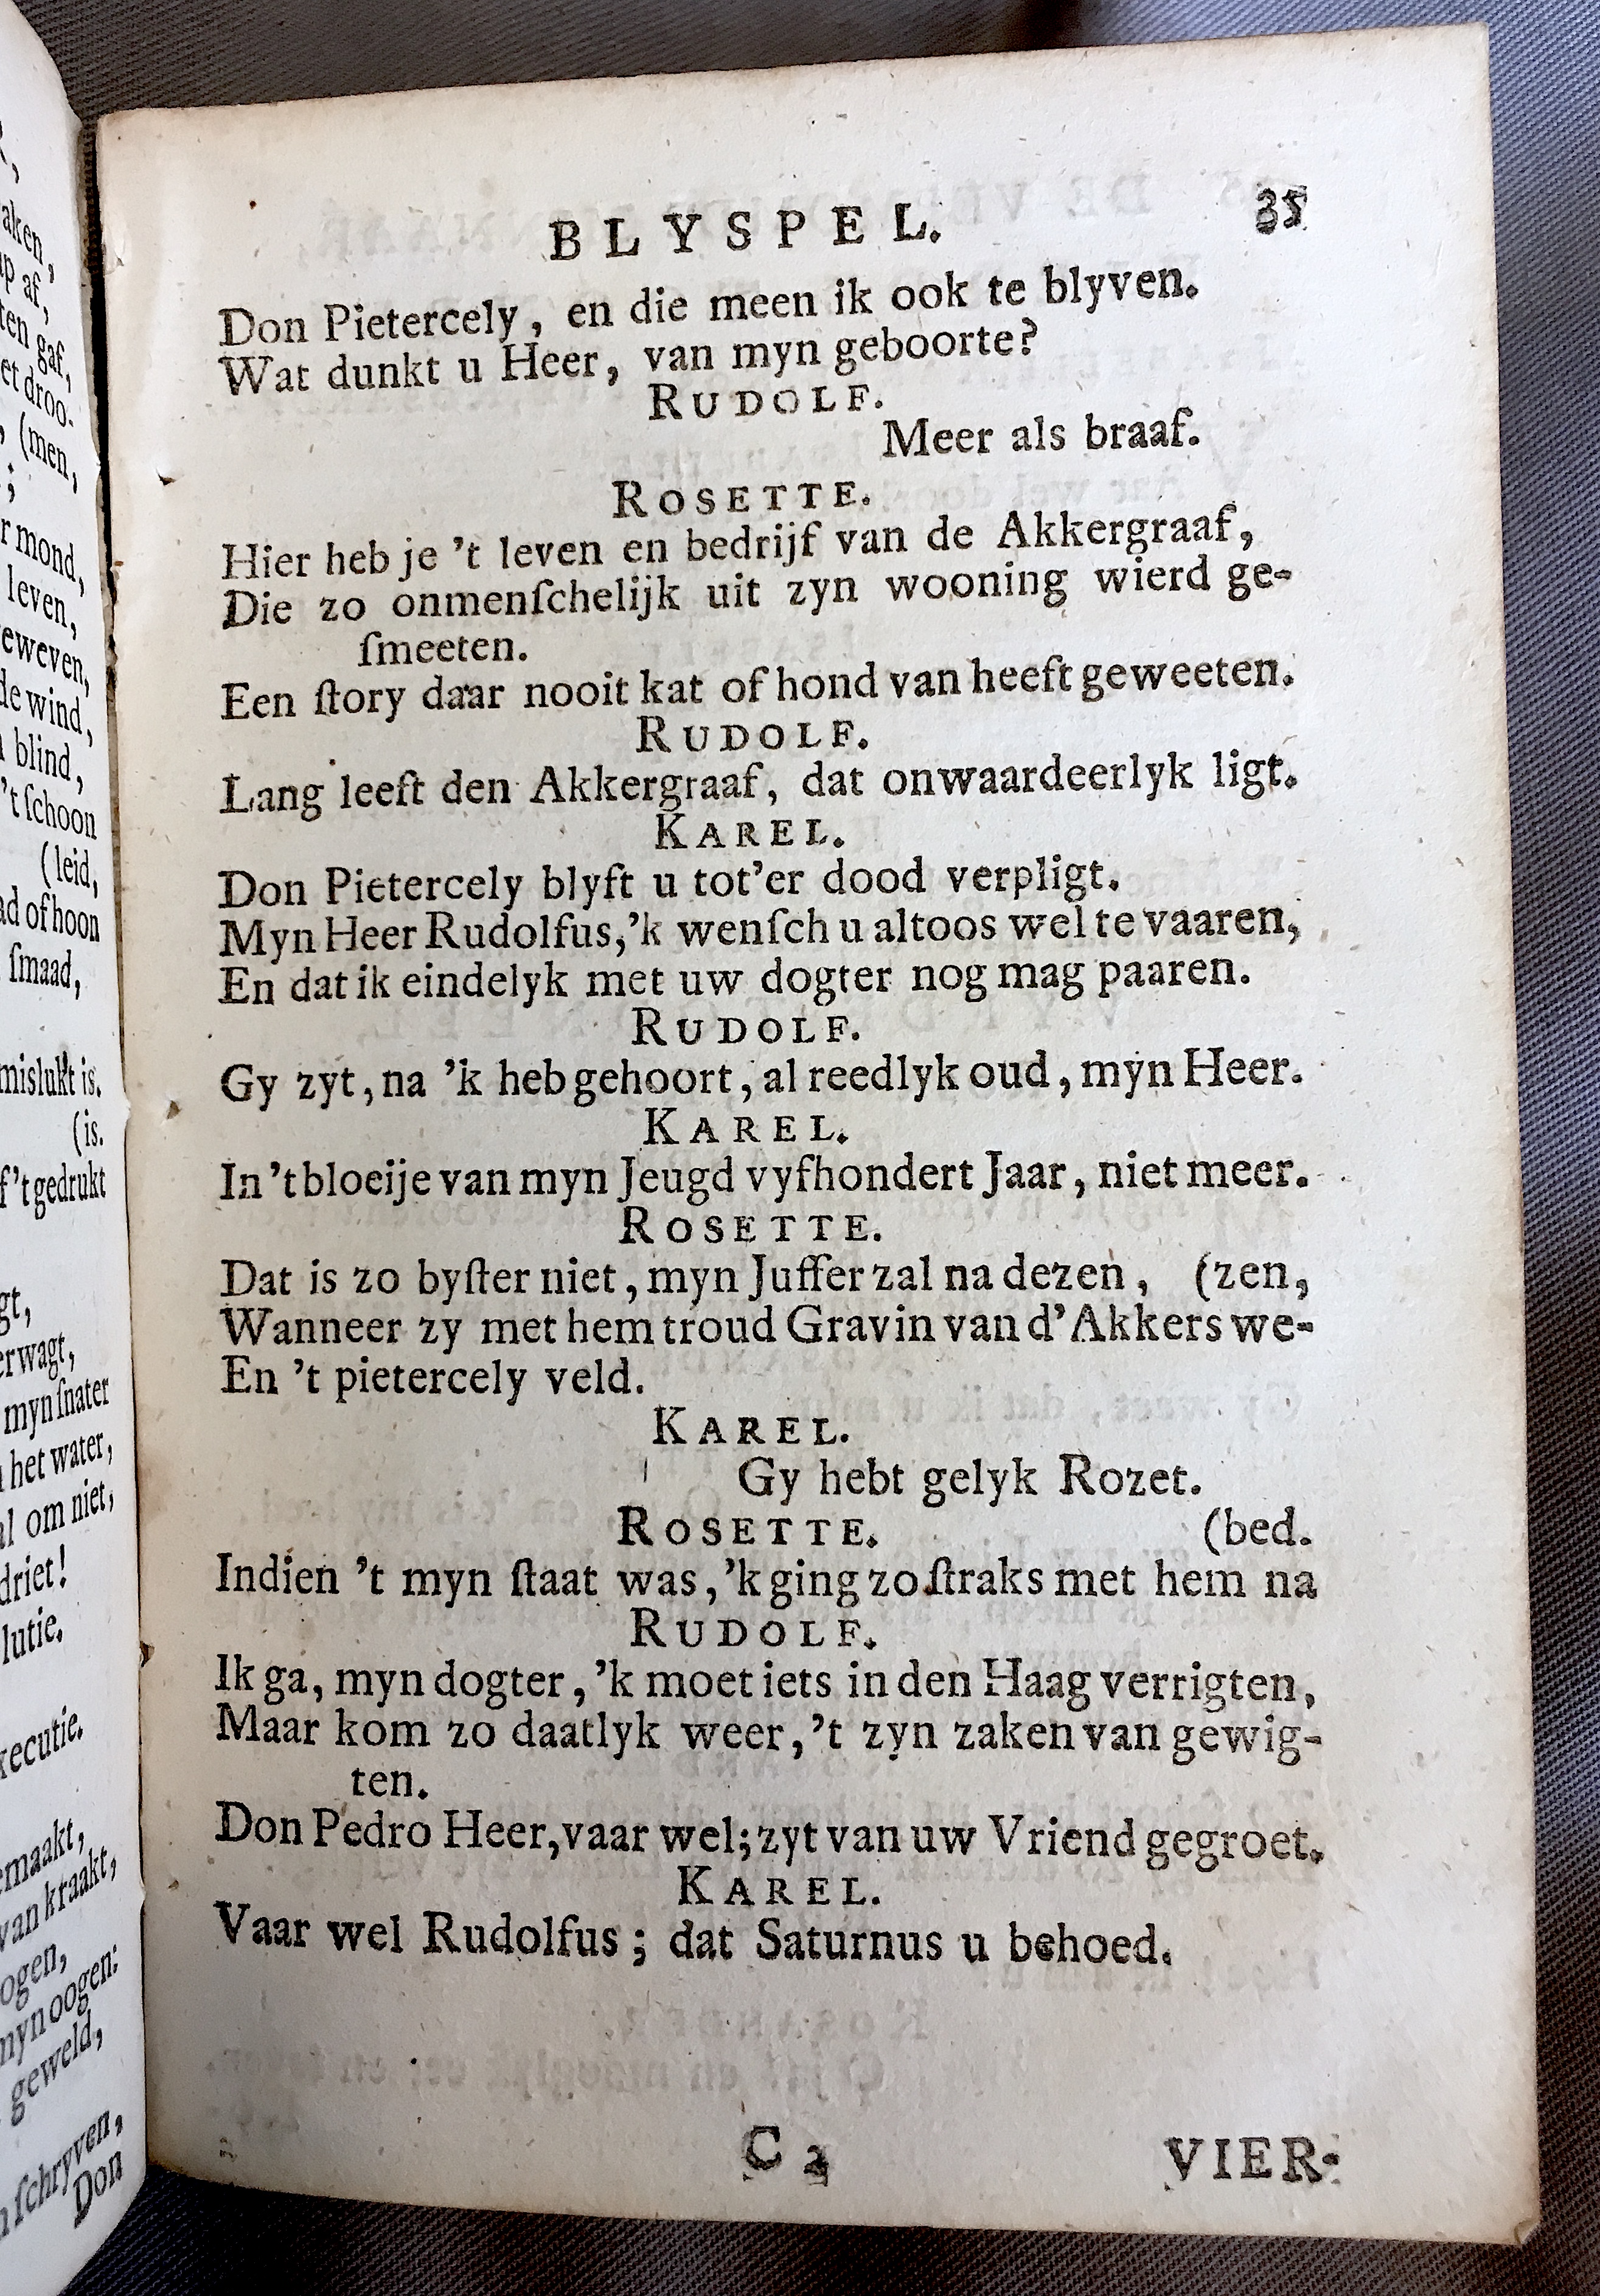 BLYSPEL. 35
Don Pietercely, en die meen ik ook te blyven.
Wat dunkt u Heer, van myn geboorte?
RUDOLF.
Meer als braaf.
ROSETTE.
Hier heb je 't leven en bedrijf van de Akkergraaf,
Die zo onmenſchelijk uit zyn wooning wierd ge-
ſmeeten.
Een ſtory daar nooit kat of hond van heeft geweeten.
RUDOLF.
Lang leeft den Akkergraaf, dat onwaardeerlyk ligt.
KAREL.
Don Pietercely blyft u tot'er dood verpligt.
Myn Heer Rudolfus, 'k wenſch u altoos wel te vaaren,
En dat ik eindelyk met uw dogter nog mag paaren.
RUDOLF.
Gy zyt, na 'k heb gehoort, al reedlyk oud, myn Heer.
KAREL.
In 't bloeije van myn Jeugd vyfhondert Jaar, niet meer.
ROSETTE.
Dat is zo byſter niet, myn Juffer zal na dezen, (zen,
Wanneer zy met hem troud Gravin van d'Akkers we-
En 't pietercely veld.
KAREL.
Gy hebt gelyk Rozet.
ROSETTE. (bed.
Indien 't myn ſtaat was, 'k ging zo ſtraks met hem na
RUDOLF.
Ik ga, myn dogter, 'k moet iets in den Haag verrigten,
Maar kom zo daatlyk weer, 't zyn zaken van gewig-
ten.
Don Pedro Heer, vaar wel; zyt van uw Vriend gegroet.
KAREL.
Vaar wel Rudolfus; dat Saturnus u behoed.
C 2 VIER-